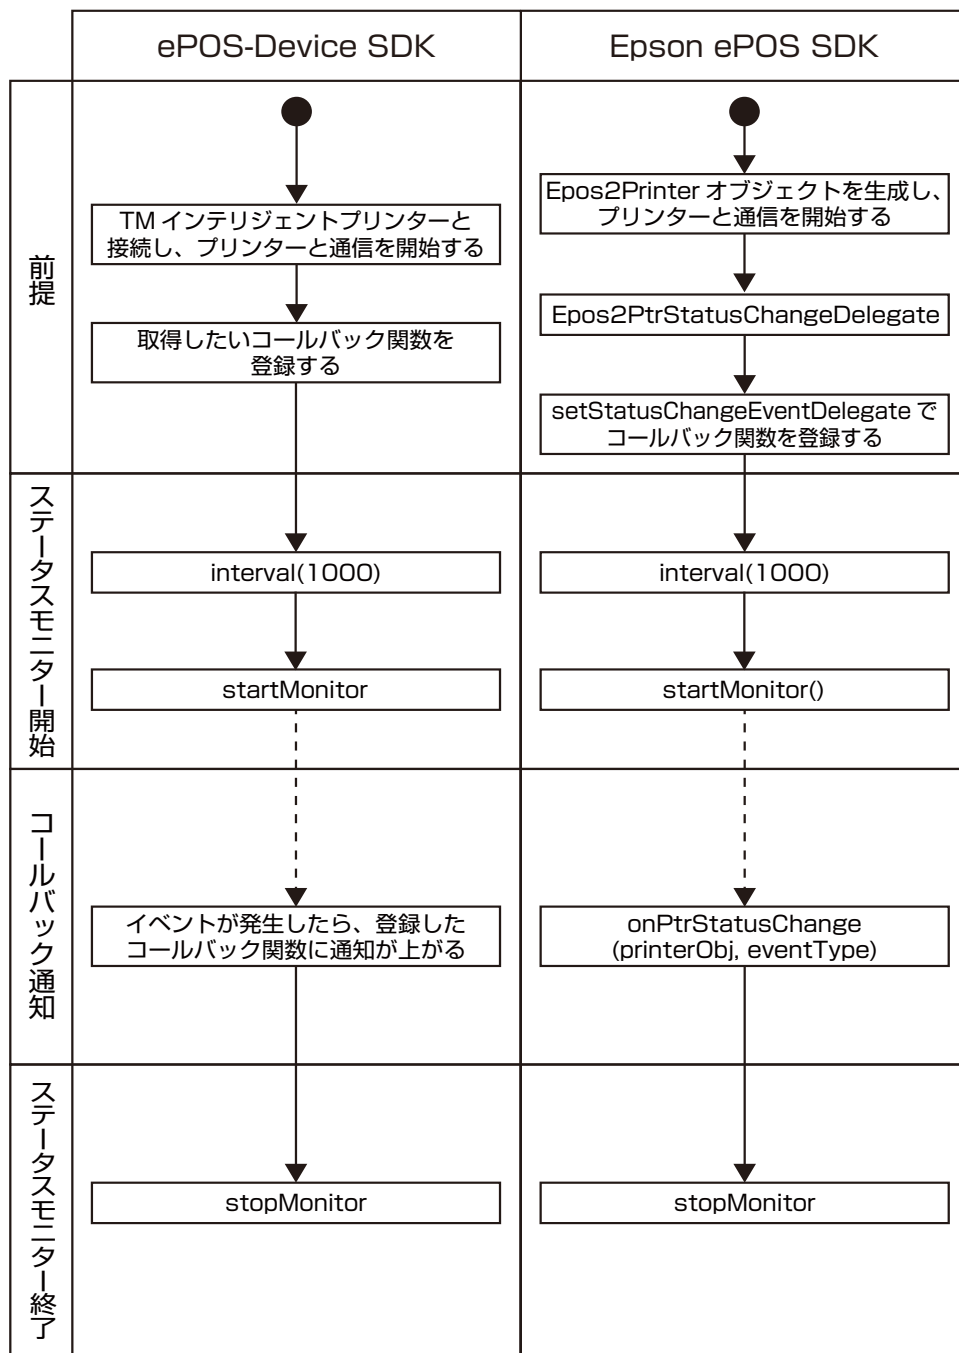 ePOS-Device SDK
Epson ePOS SDK
前提
TM インテリジェントプリンターと
接続し、プリンターと通信を開始する
取得したいコールバック関数を
登録する
Epos2Printer オブジェクトを生成し、
プリンターと通信を開始する
Epos2PtrStatusChangeDelegate
setStatusChangeEventDelegate で
コールバック関数を登録する
ステータスモニター開始
interval(1000)
startMonitor
interval(1000)
startMonitor()
コールバック通知
イベントが発生したら、登録した
コールバック関数に通知が上がる
onPtrStatusChange
(printerObj, eventType)
ステータスモニター終了
stopMonitor
stopMonitor